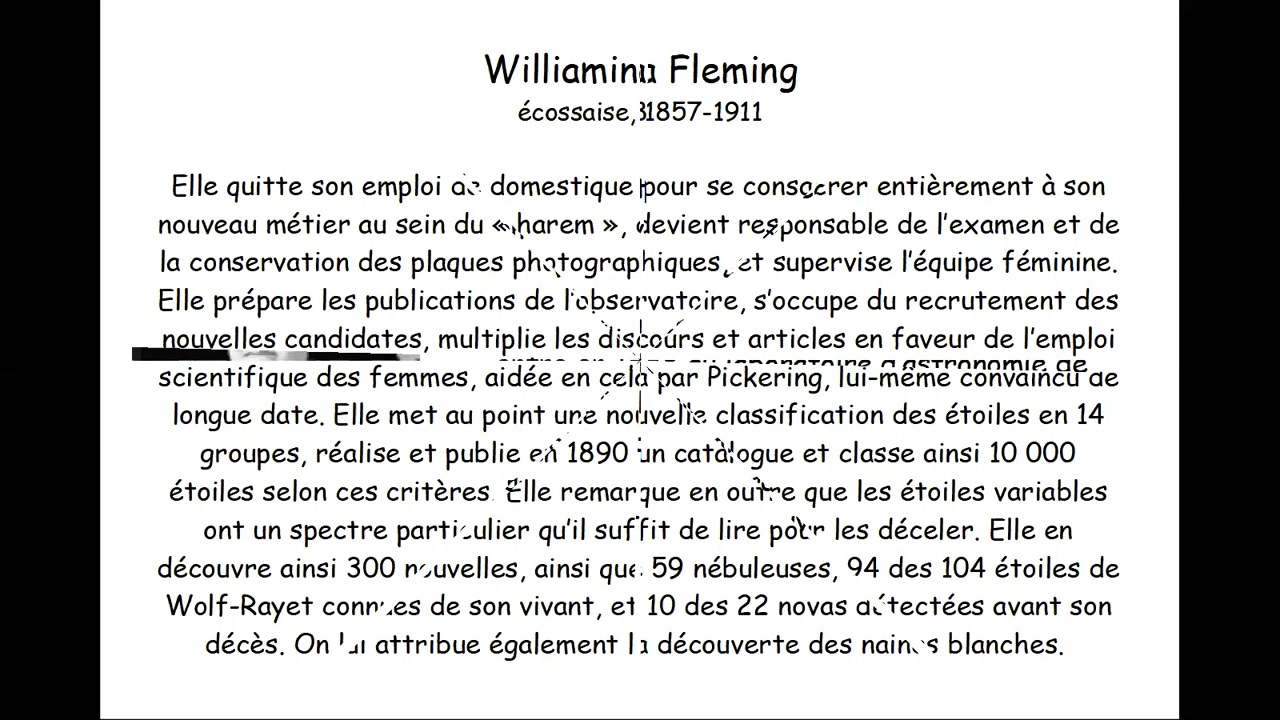 Williamina Fleming
écossaise, 1857-1911
Elle quitte son emploi de domestique pour se consacrer entièrement à son
nouveau métier au sein du « harem », devient responsable de l'examen et de
la conservation des plaques photographiques, et supervise l'équipe féminine.
Elle prépare les publications de l'observatoire, s'occupe du recrutement des
nouvelles candidates, multiplie les discours et articles en faveur de l'emploi
laboratoire d'astronomie de
scientifique des femmes, aidée en cela par Pickering, lui-même convaincu de
longue date. Elle met au point une nouvelle classification des étoiles en 14
groupes, réalise et publie en 1890 un catalogue et classe ainsi 10 000
étoiles selon ces critères. Elle remarque en outre que les étoiles variables
ont un spectre particulier qu'il suffit de lire pour les déceler. Elle en
découvre ainsi 300 nouvelles, ainsi que 59 nébuleuses, 94 des 104 étoiles de
Wolf-Rayet connues de son vivant, et 10 des 22 novas détectées avant son
décès. On lui attribue également la découverte des naines blanches.